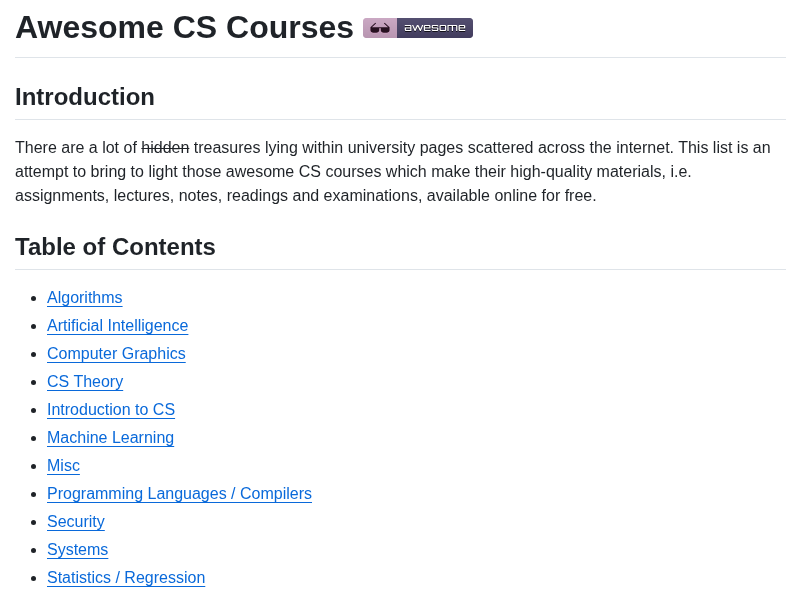 Awesome CS Courses awesome
Introduction
There are a lot of hidden treasures lying within university pages scattered across the internet. This list is an
attempt to bring to light those awesome CS courses which make their high-quality materials, i.e.
assignments, lectures, notes, readings and examinations, available online for free.
Table of Contents
Algorithms
Artificial Intelligence
Computer Graphics
CS Theory
Introduction to CS
Machine Learning
Misc
Programming Languages / Compilers
Security
Systems
Statistics / Regression